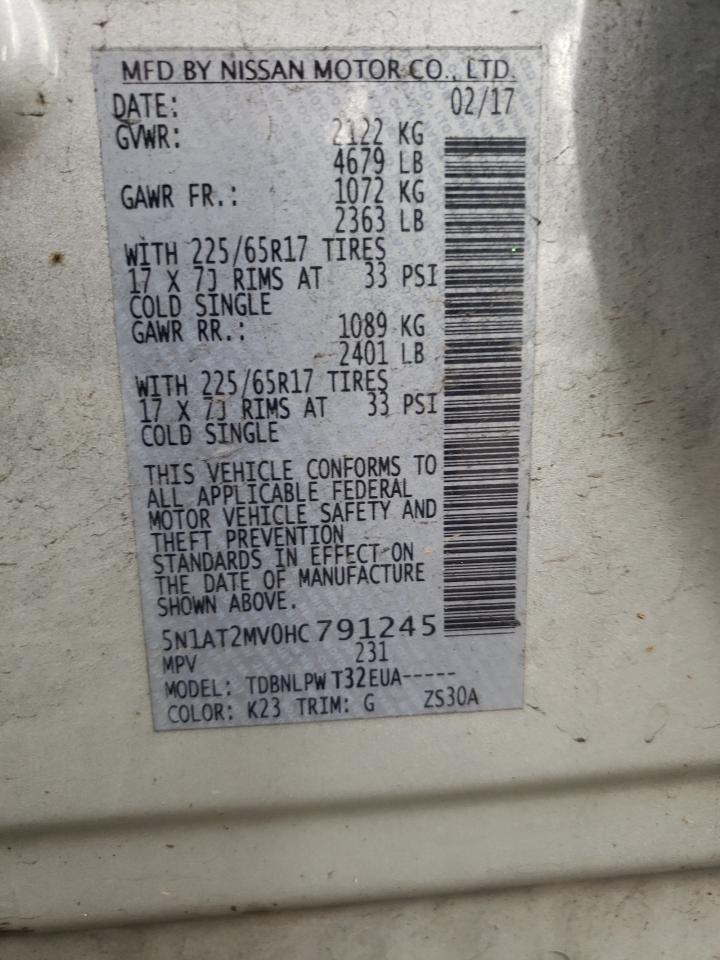 MFD BY NISSAN MOTOR CO., LTD.
DATE: 02/17
GVWR: 2122 KG
4679 LB
GAWR FR.: 1072 KG
2363 LB
WITH 225/65R17 TIRES
17 X 7J RIMS AT 33 PSI
COLD SINGLE
GAWR RR.: 1089 KG
2401 LB
WITH 225/65R17 TIRES
17 X 7J RIMS AT 33 PSI
COLD SINGLE
THIS VEHICLE CONFORMS TO
ALL APPLICABLE FEDERAL
MOTOR VEHICLE SAFETY AND
THEFT PREVENTION
STANDARDS IN EFFECT ON
THE DATE OF MANUFACTURE
SHOWN ABOVE.
5N1AT2MV0HC791245
MPV 231
MODEL: TDBNLPWT32EUA-----
COLOR: K23 TRIM: G ZS30A